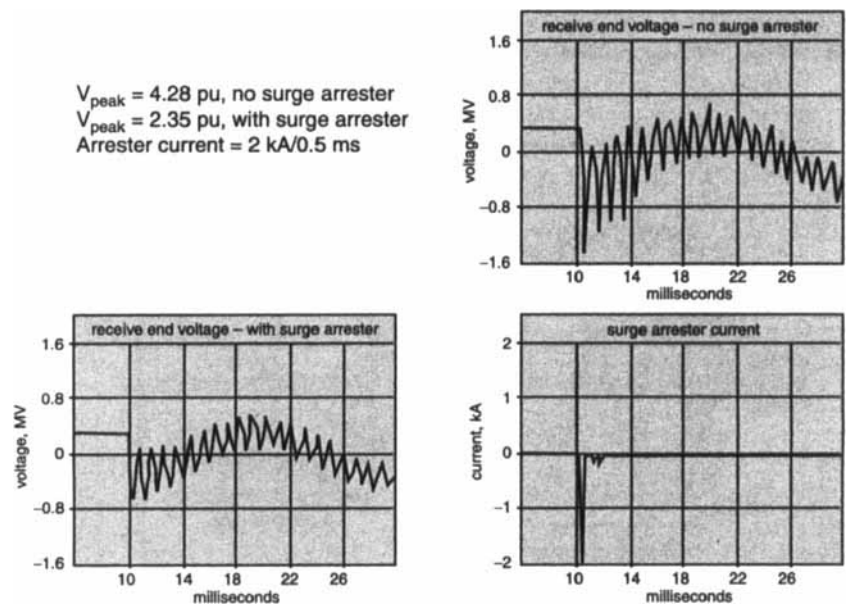 V_peak = 4.28 pu, no surge arrester
V_peak = 2.35 pu, with surge arrester
Arrester current = 2 kA/0.5 ms
receive end voltage – no surge arrester
voltage, MV
1.6
0.8
0
−0.8
−1.6
10 14 18 22 26
milliseconds
receive end voltage – with surge arrester
voltage, MV
1.6
0.8
0
−0.8
−1.6
10 14 18 22 26
milliseconds
surge arrester current
current, kA
2
1
0
−1
−2
10 14 18 22 26
milliseconds